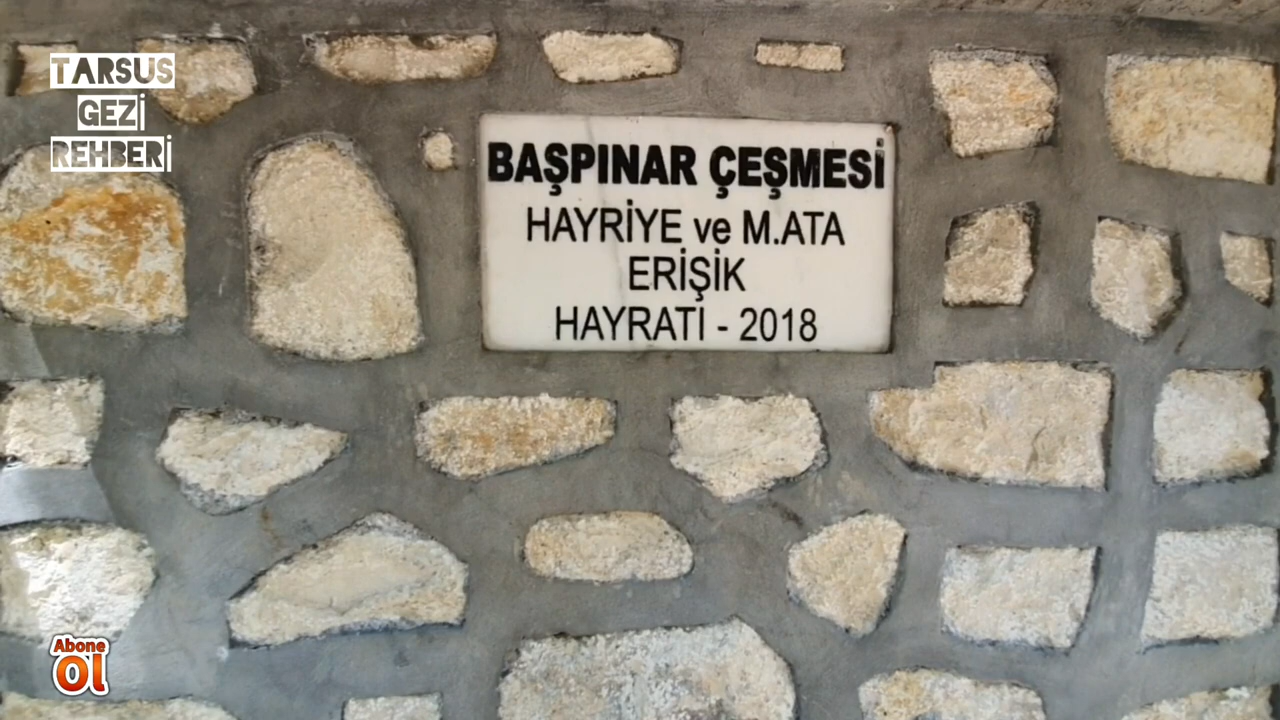 TARSUS
GEZİ
REHBERİ
BAŞPINAR ÇEŞMESİ
HAYRİYE ve M.ATA
ERİŞİK
HAYRATI - 2018
Abone
Ol